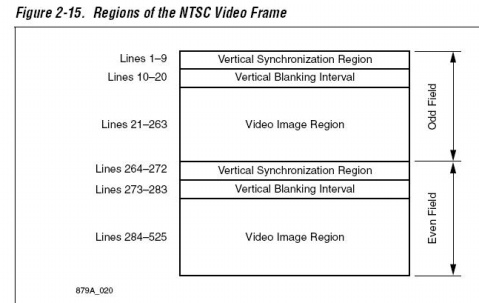 Figure 2-15. Regions of the NTSC Video Frame
Lines 1–9 Vertical Synchronization Region
Lines 10–20 Vertical Blanking Interval
Lines 21–263 Video Image Region
Odd Field
Lines 264–272 Vertical Synchronization Region
Lines 273–283 Vertical Blanking Interval
Lines 284–525 Video Image Region
Even Field
879A_020